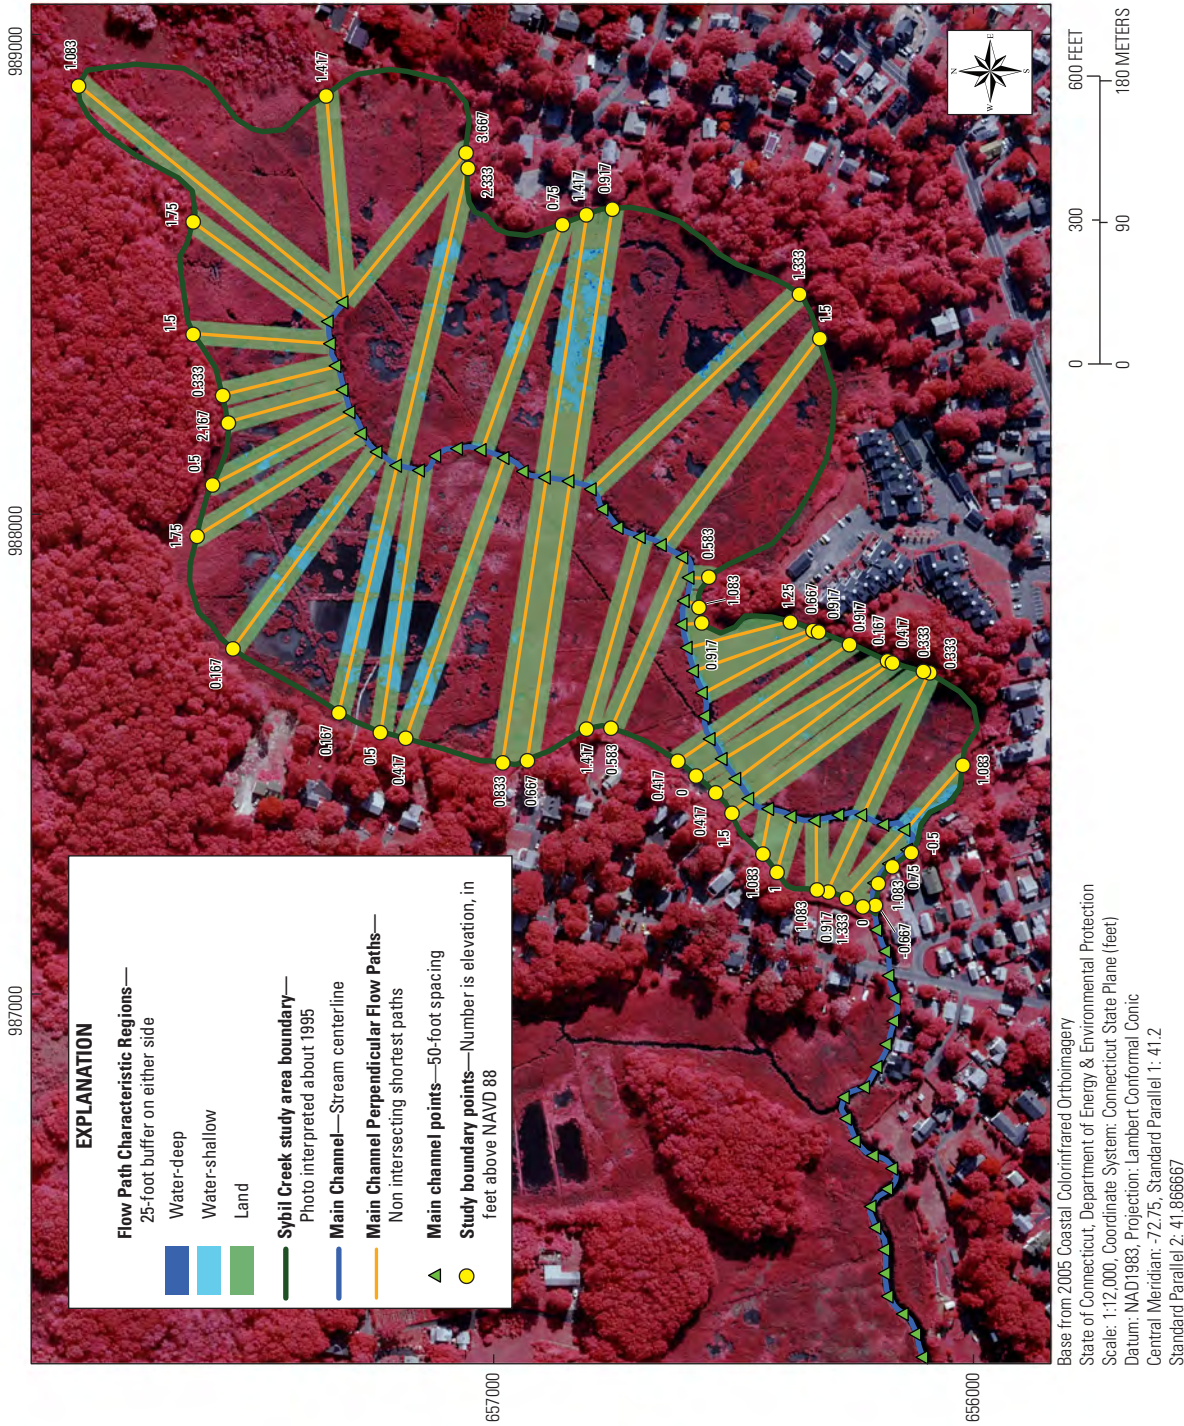 989000
988000
987000
657000
656000
1.083
1.417
3.667
2.333
1.75
1.5
0.333
2.167
0.5
1.75
0.75
1.417
0.917
1.333
1.5
0.167
0.167
0.5
0.417
0.833
0.667
1.417
0.583
0.583
1.083
0.917
1.25
0.667
0.917
0.917
0.167
0.417
0.333
0.333
0.417
0
0.417
1.5
1.083
1
1.083
0.917
1.333
0
-0.667
1.083
0.75
-0.5
1.083
N
E
S
W
EXPLANATION
Flow Path Characteristic Regions—
25-foot buffer on either side
Water-deep
Water-shallow
Land
Sybil Creek study area boundary—
Photo interpreted about 1995
Main Channel—Stream centerline
Main Channel Perpendicular Flow Paths—
Non intersecting shortest paths
Main channel points—50-foot spacing
Study boundary points—Number is elevation, in
feet above NAVD 88
0 300 600 FEET
0 90 180 METERS
Base from 2005 Coastal Colorinfrared Orthoimagery
State of Connecticut, Department of Energy & Environmental Protection
Scale: 1:12,000, Coordinate System: Connecticut State Plane (feet)
Datum: NAD1983, Projection: Lambert Conformal Conic
Central Meridian: -72.75, Standard Parallel 1: 41.2
Standard Parallel 2: 41.866667